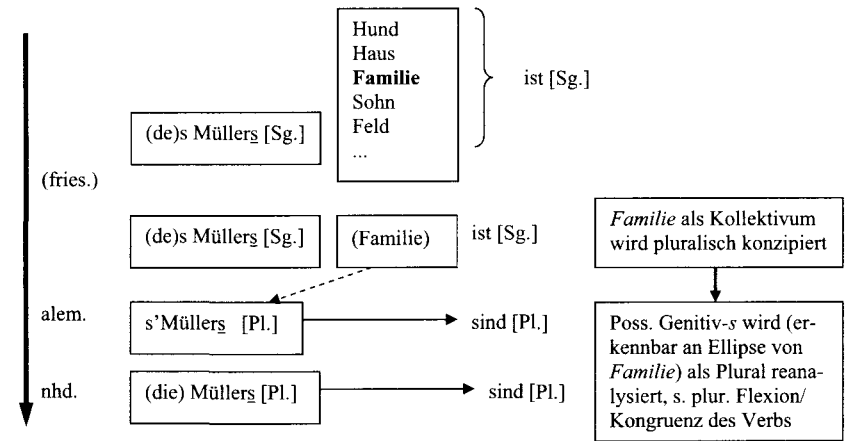 Hund
Haus
Familie
ist [Sg.]
Sohn
Feld
...
(de)s Müllers [Sg.]
(fries.)
(de)s Müllers [Sg.]
(Familie)
ist [Sg.]
Familie als Kollektivum
wird pluralisch konzipiert
alem.
s'Müllers [Pl.]
sind [Pl.]
nhd.
(die) Müllers [Pl.]
sind [Pl.]
Poss. Genitiv-s wird (er-
kennbar an Ellipse von
Familie) als Plural reana-
lysiert, s. plur. Flexion/
Kongruenz des Verbs